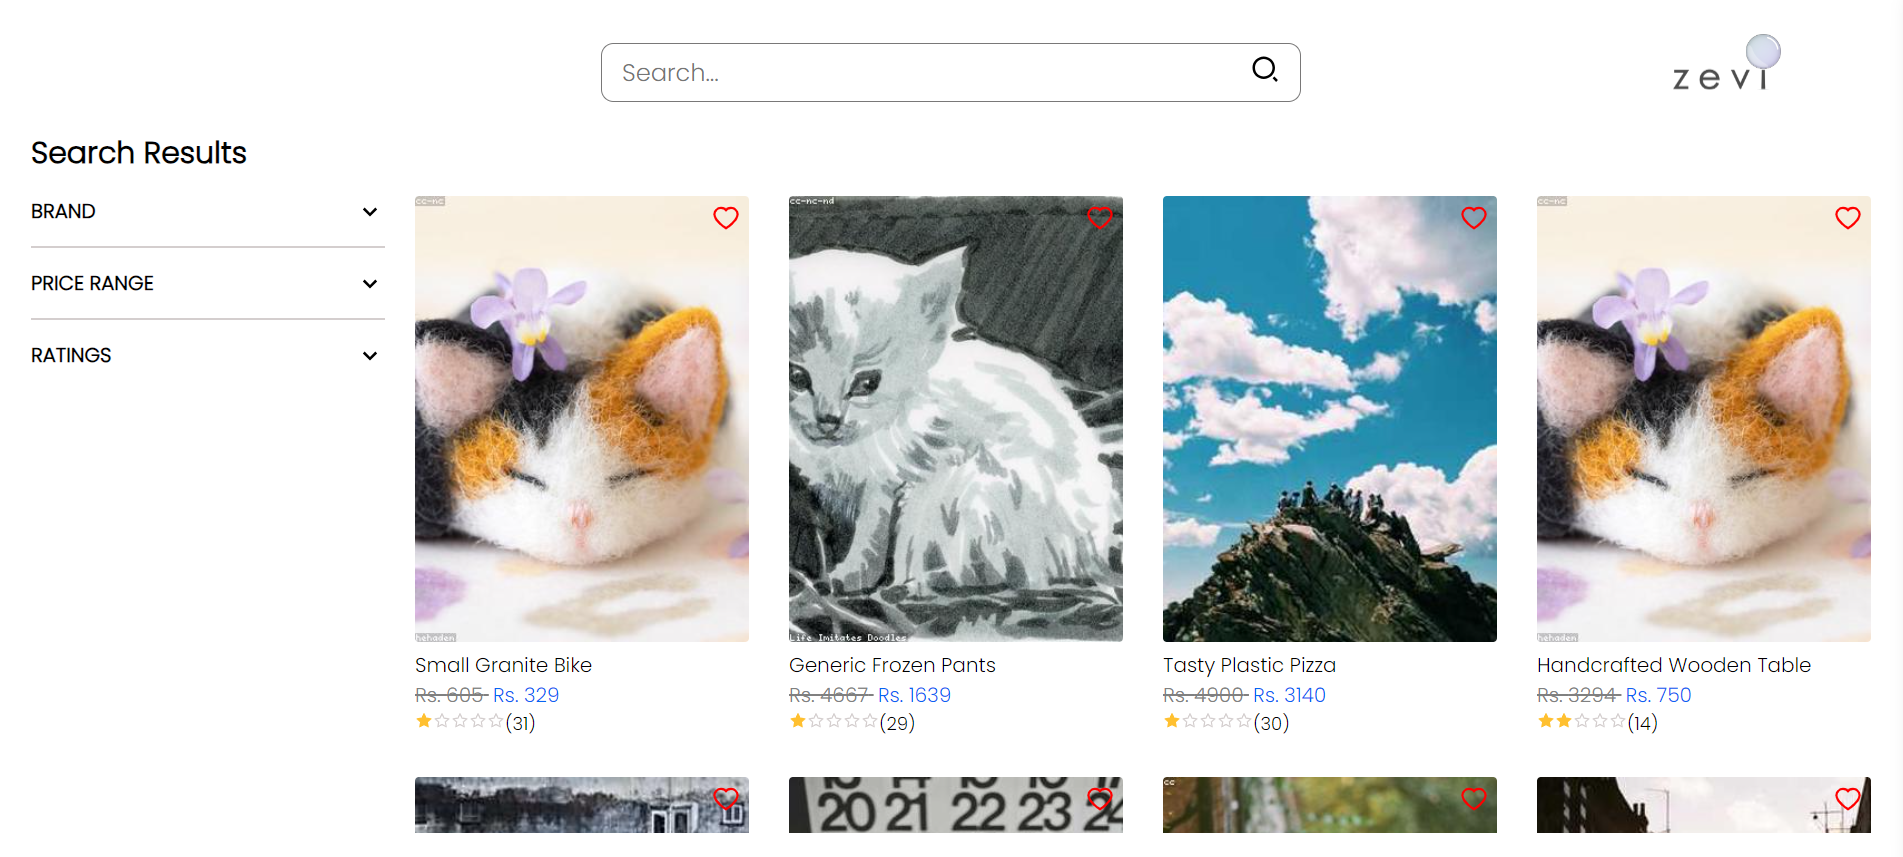 Search...
zevi
Search Results
BRAND
PRICE RANGE
RATINGS
cc-nc
cc-nc-nd
cc-nc
hehaden
Life Imitates Doodles
hehaden
Small Granite Bike
Rs. 605 Rs. 329
(31)
Generic Frozen Pants
Rs. 4667 Rs. 1639
(29)
Tasty Plastic Pizza
Rs. 4900 Rs. 3140
(30)
Handcrafted Wooden Table
Rs. 3294 Rs. 750
(14)
20 21 22 23 24
cc